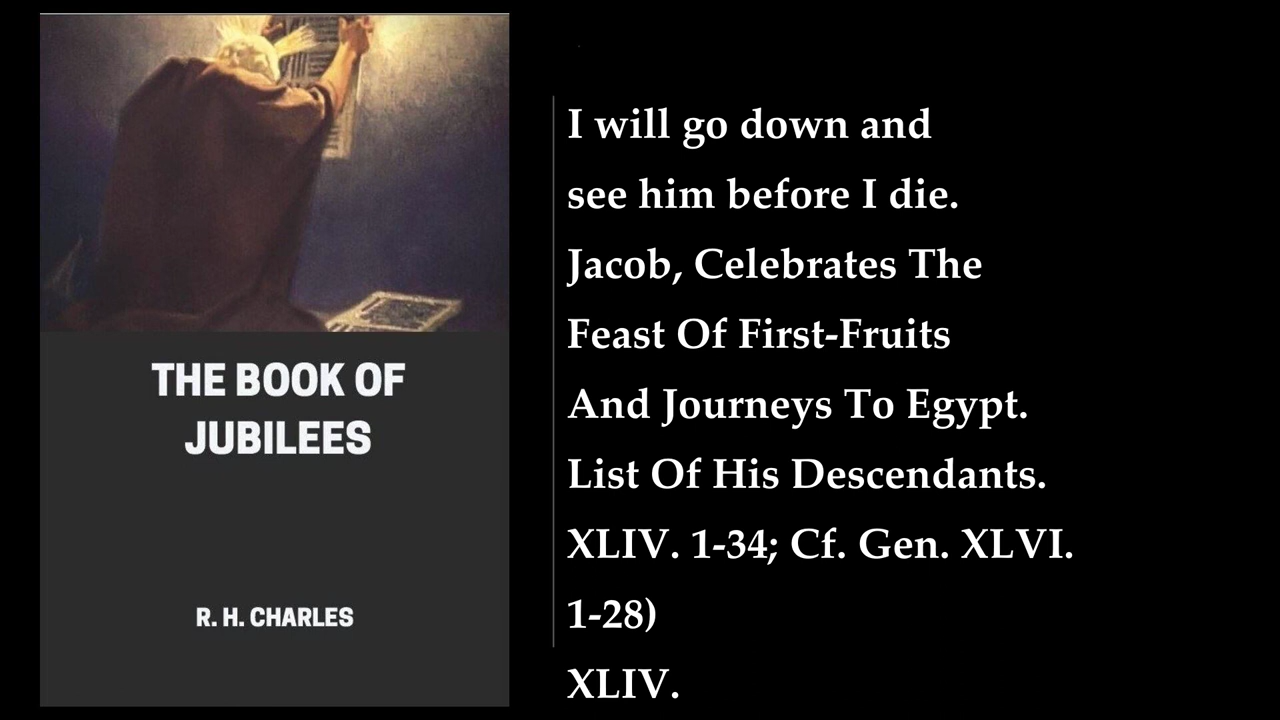 THE BOOK OF
JUBILEES
R. H. CHARLES
I will go down and
see him before I die.
Jacob, Celebrates The
Feast Of First-Fruits
And Journeys To Egypt.
List Of His Descendants.
XLIV. 1-34; Cf. Gen. XLVI.
1-28)
XLIV.